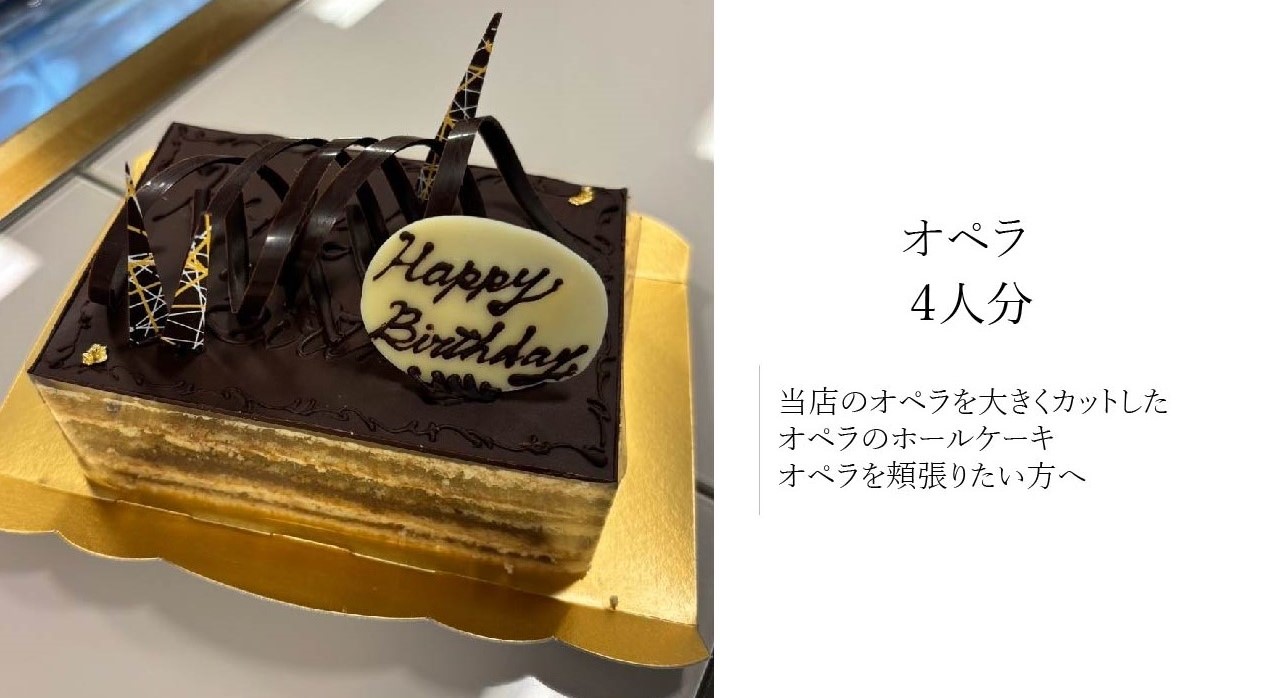 Happy
Birthday
オペラ
4人分
当店のオペラを大きくカットした
オペラのホールケーキ
オペラを頬張りたい方へ